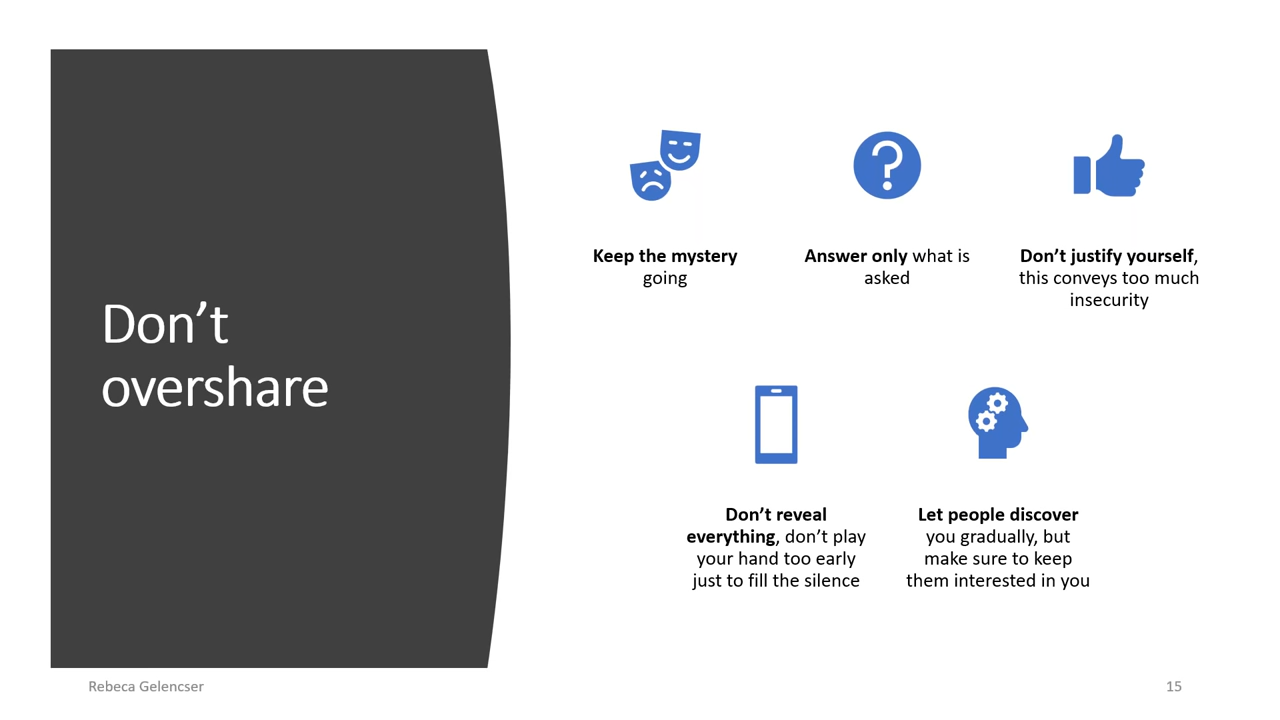 Don’t
overshare
Keep the mystery
going
Answer only what is
asked
Don’t justify yourself,
this conveys too much
insecurity
Don’t reveal
everything, don’t play
your hand too early
just to fill the silence
Let people discover
you gradually, but
make sure to keep
them interested in you
Rebeca Gelencser
15